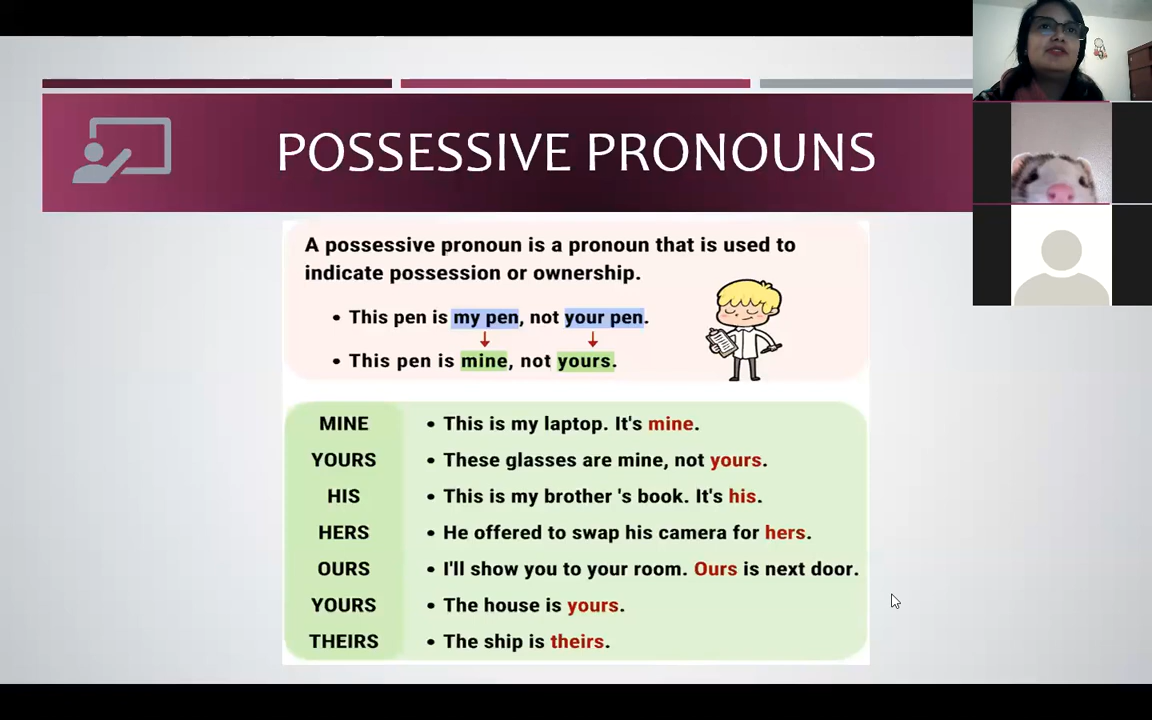 POSSESSIVE PRONOUNS
A possessive pronoun is a pronoun that is used to
indicate possession or ownership.
• This pen is my pen, not your pen.
• This pen is mine, not yours.
MINE • This is my laptop. It's mine.
YOURS • These glasses are mine, not yours.
HIS • This is my brother 's book. It's his.
HERS • He offered to swap his camera for hers.
OURS • I'll show you to your room. Ours is next door.
YOURS • The house is yours.
THEIRS • The ship is theirs.